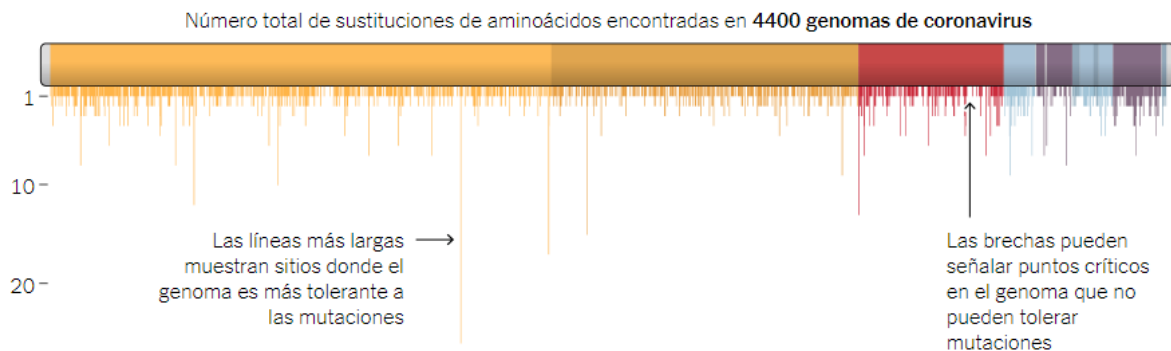 Número total de sustituciones de aminoácidos encontradas en 4400 genomas de coronavirus
1
10
Las líneas más largas
muestran sitios donde el
genoma es más tolerante a
las mutaciones
Las brechas pueden
señalar puntos críticos
en el genoma que no
pueden tolerar
mutaciones
20